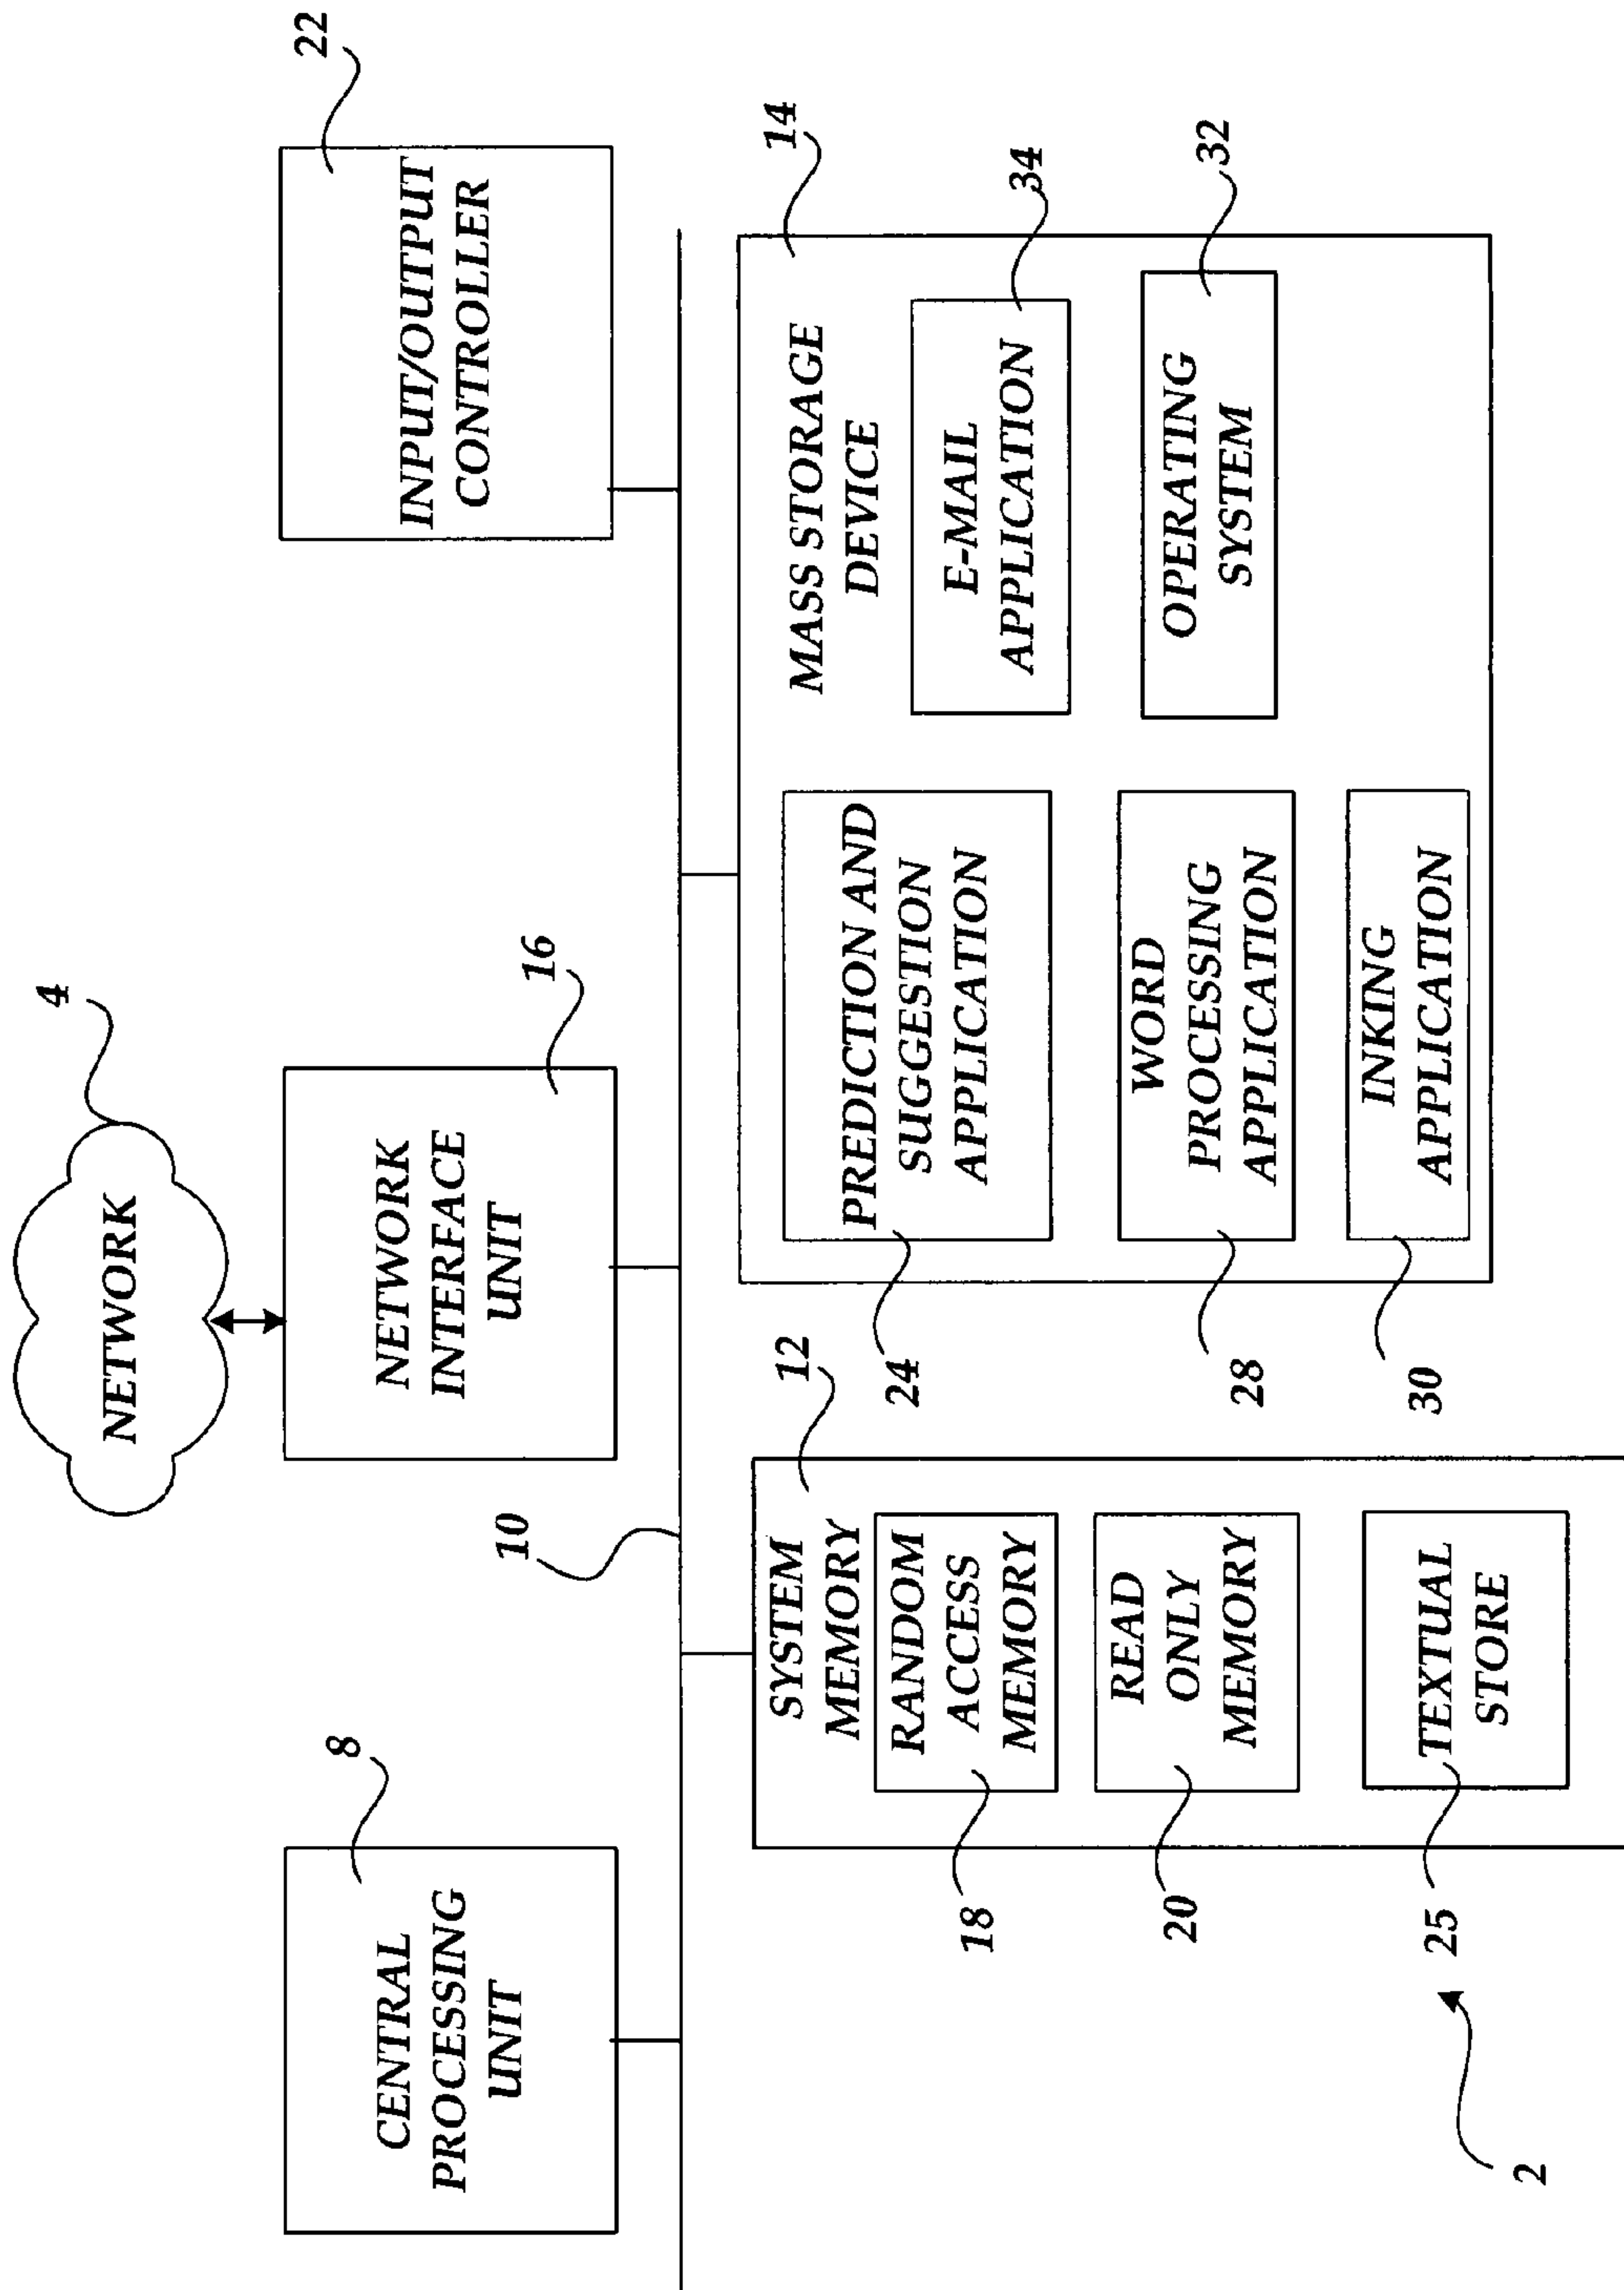 NETWORK
4
CENTRAL
PROCESSING
UNIT
8
NETWORK
INTERFACE
UNIT
16
INPUT/OUTPUT
CONTROLLER
22
10
SYSTEM
MEMORY
12
RANDOM
ACCESS
MEMORY
18
READ
ONLY
MEMORY
20
TEXTUAL
STORE
25
MASS STORAGE
DEVICE
14
PREDICTION AND
SUGGESTION
APPLICATION
24
WORD
PROCESSING
APPLICATION
28
INKING
APPLICATION
30
E-MAIL
APPLICATION
34
OPERATING
SYSTEM
32
2